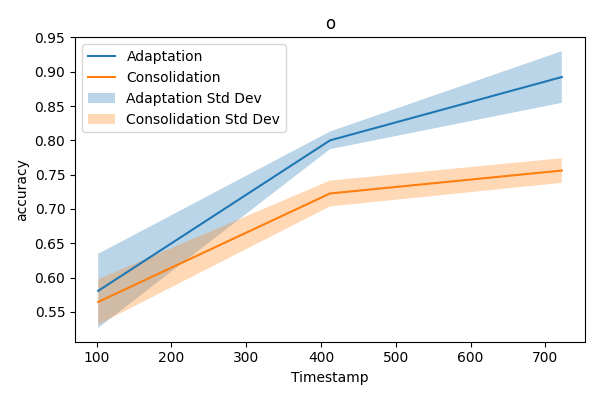 o
0.95
0.90
0.85
0.80
0.75
0.70
0.65
0.60
0.55
accuracy
Adaptation
Consolidation
Adaptation Std Dev
Consolidation Std Dev
100 200 300 400 500 600 700
Timestamp